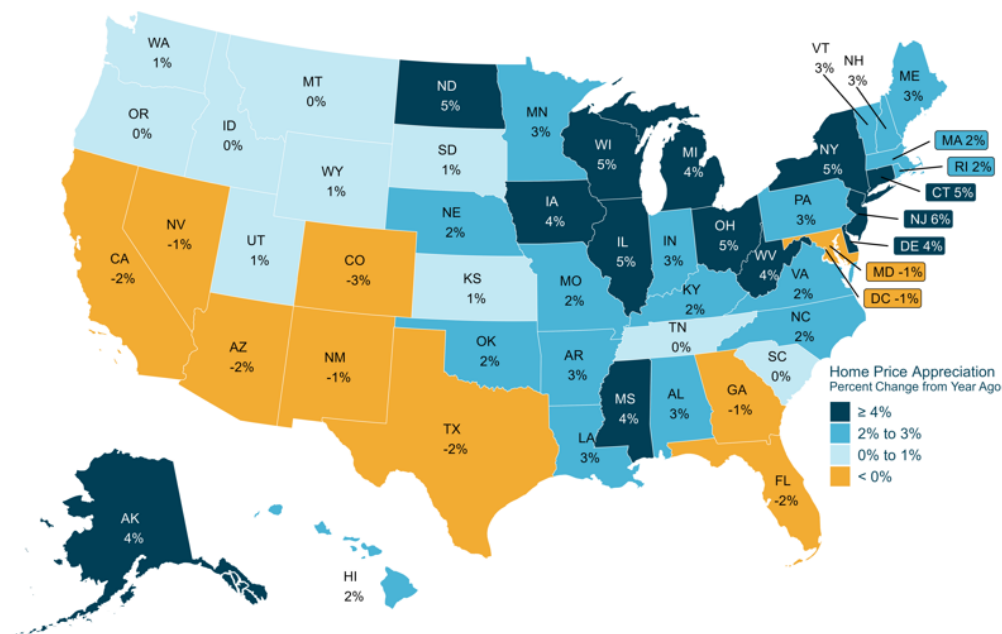 WA
1%
OR
0%
ID
0%
MT
0%
WY
1%
ND
5%
SD
1%
NE
2%
KS
1%
OK
2%
TX
-2%
NM
-1%
CO
-3%
UT
1%
AZ
-2%
NV
-1%
CA
-2%
MN
3%
IA
4%
MO
2%
AR
3%
LA
3%
WI
5%
IL
5%
MI
4%
IN
3%
OH
5%
KY
2%
TN
0%
MS
4%
AL
3%
GA
-1%
FL
-2%
SC
0%
NC
2%
VA
2%
WV
4%
PA
3%
NY
5%
VT
3%
NH
3%
ME
3%
MA 2%
RI 2%
CT 5%
NJ 6%
DE 4%
MD -1%
DC -1%
AK
4%
HI
2%
Home Price Appreciation
Percent Change from Year Ago
≥ 4%
2% to 3%
0% to 1%
< 0%